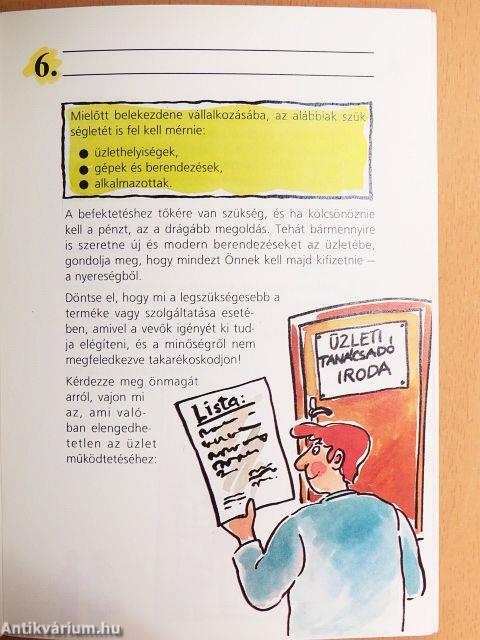 6.
Mielőtt belekezdene vállalkozásába, az alábbiak szük-
ségletét is fel kell mérnie:
● üzlethelyiségek,
● gépek és berendezések,
● alkalmazottak.
A befektetéshez tőkére van szükség, és ha kölcsönöznie
kell a pénzt, az a drágább megoldás. Tehát bármennyire
is szeretne új és modern berendezéseket az üzletébe,
gondolja meg, hogy mindezt Önnek kell majd kifizetnie –
a nyereségből.
Döntse el, hogy mi a legszükségesebb a
terméke vagy szolgáltatása eseté-
ben, amivel a vevők igényét ki tud-
ja elégíteni, és a minőségről nem
megfeledkezve takarékoskodjon!
Kérdezze meg önmagát
arról, vajon mi
az, ami való-
ban elengedhe-
tetlen az üzlet
működtetéséhez:
Lista:
ÜZLETI
TANÁCSADÓ
IRODA
Antikvárium.hu